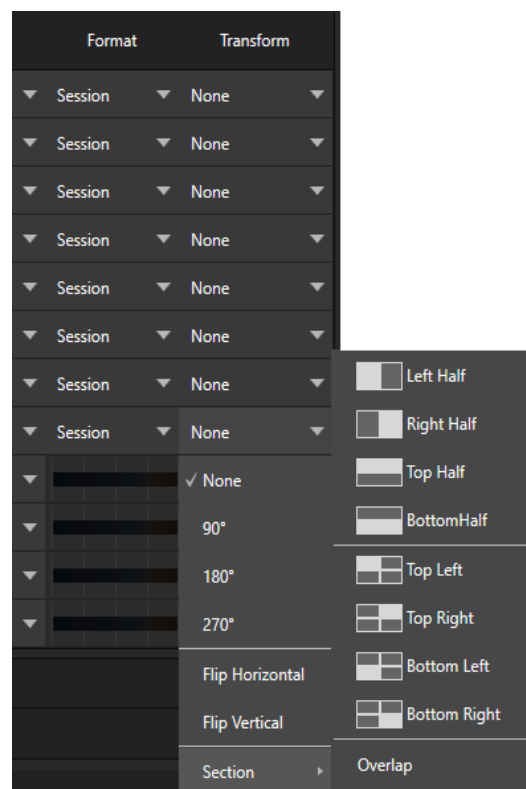 Format Transform
Session None
Session None
Session None
Session None
Session None
Session None
Session None
Session None
✓ None
90°
180°
270°
Flip Horizontal
Flip Vertical
Section
Left Half
Right Half
Top Half
BottomHalf
Top Left
Top Right
Bottom Left
Bottom Right
Overlap